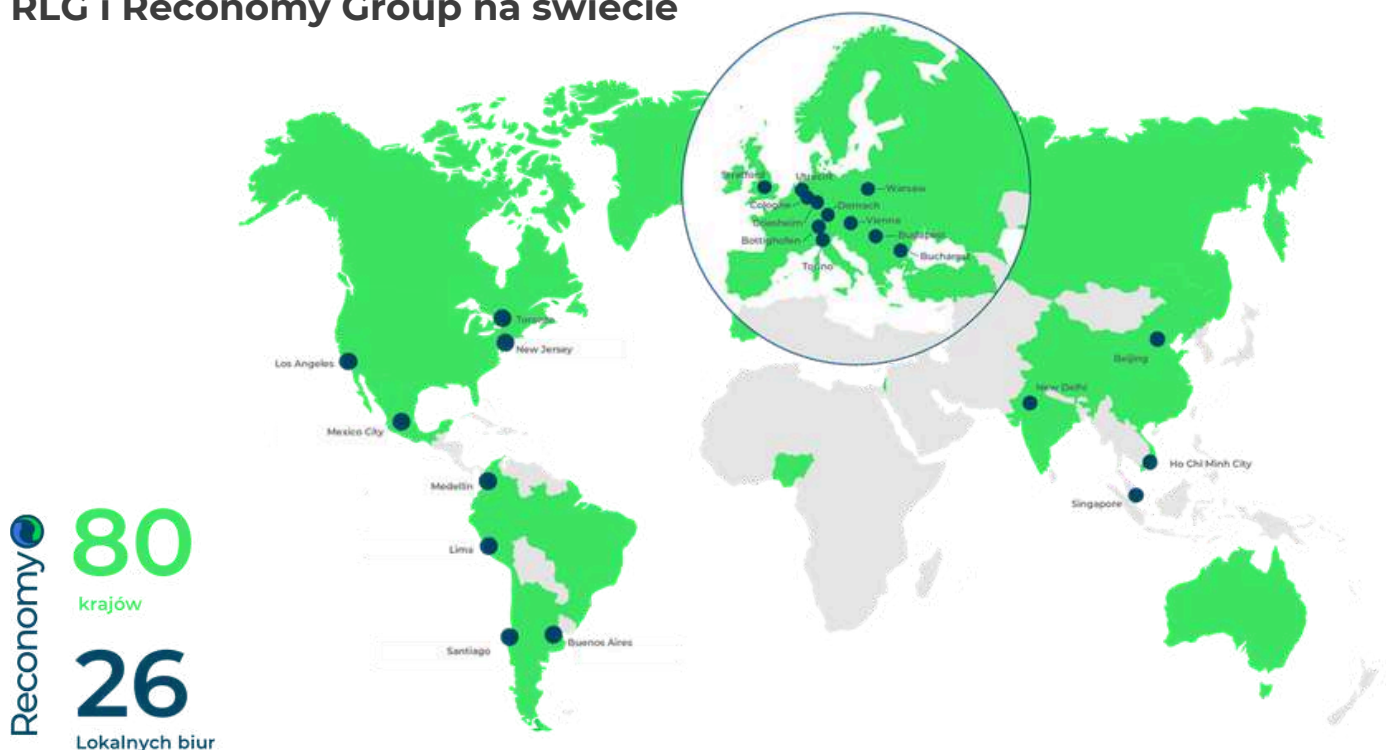 RLG i Reconomy Group na świecie
Stratford
Utrecht
Warsaw
Cologne
Dornach
Vienna
Bottighofen
Budapest
Torino
Toronto
New Jersey
Los Angeles
Mexico City
Beijing
New Delhi
Ho Chi Minh City
Singapore
Medellin
Lima
Santiago
Buenos Aires
Reconomy
80
krajów
26
Lokalnych biur